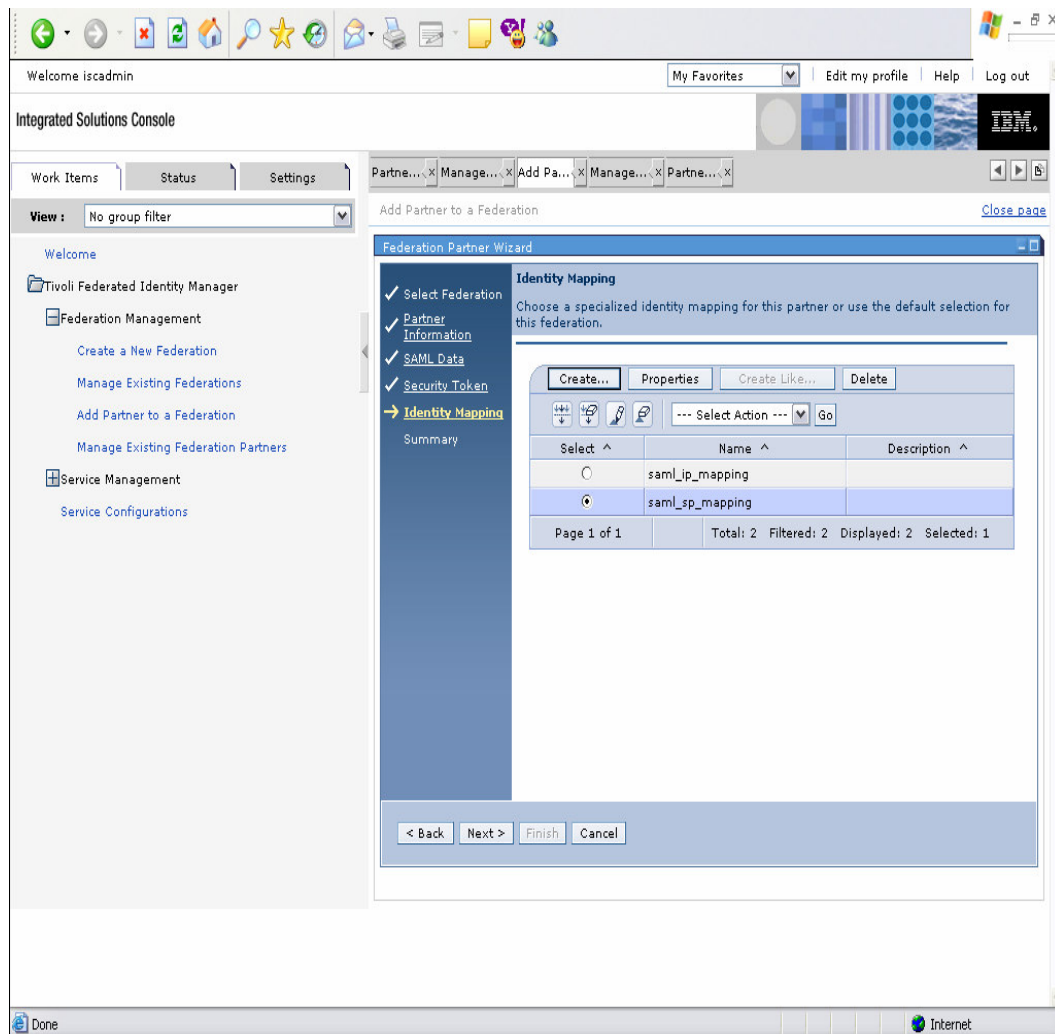 Welcome iscadmin
My Favorites
Edit my profile
Help
Log out
Integrated Solutions Console
IBM.
Work Items
Status
Settings
Partne...
Manage...
Add Pa...
Manage...
Partne...
View :
No group filter
Add Partner to a Federation
Close page
Welcome
Tivoli Federated Identity Manager
Federation Management
Create a New Federation
Manage Existing Federations
Add Partner to a Federation
Manage Existing Federation Partners
Service Management
Service Configurations
Federation Partner Wizard
Select Federation
Partner
Information
SAML Data
Security Token
Identity Mapping
Summary
Identity Mapping
Choose a specialized identity mapping for this partner or use the default selection for
this federation.
Create...
Properties
Create Like...
Delete
--- Select Action ---
Go
Select ^
Name ^
Description ^
saml_ip_mapping
saml_sp_mapping
Page 1 of 1
Total: 2 Filtered: 2 Displayed: 2 Selected: 1
< Back
Next >
Finish
Cancel
Done
Internet